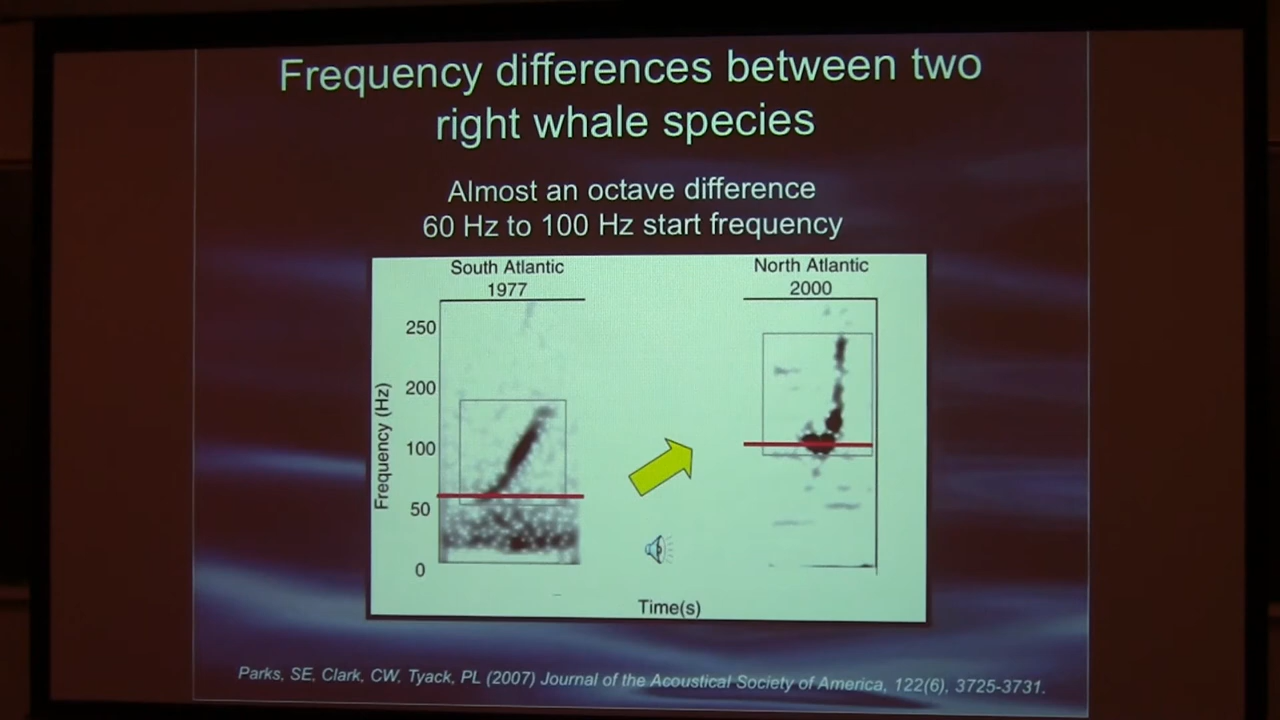 Frequency differences between two
right whale species
Almost an octave difference
60 Hz to 100 Hz start frequency
South Atlantic
1977
North Atlantic
2000
250
200
100
50
0
Frequency (Hz)
Time(s)
Parks, SE, Clark, CW, Tyack, PL (2007) Journal of the Acoustical Society of America, 122(6), 3725-3731.